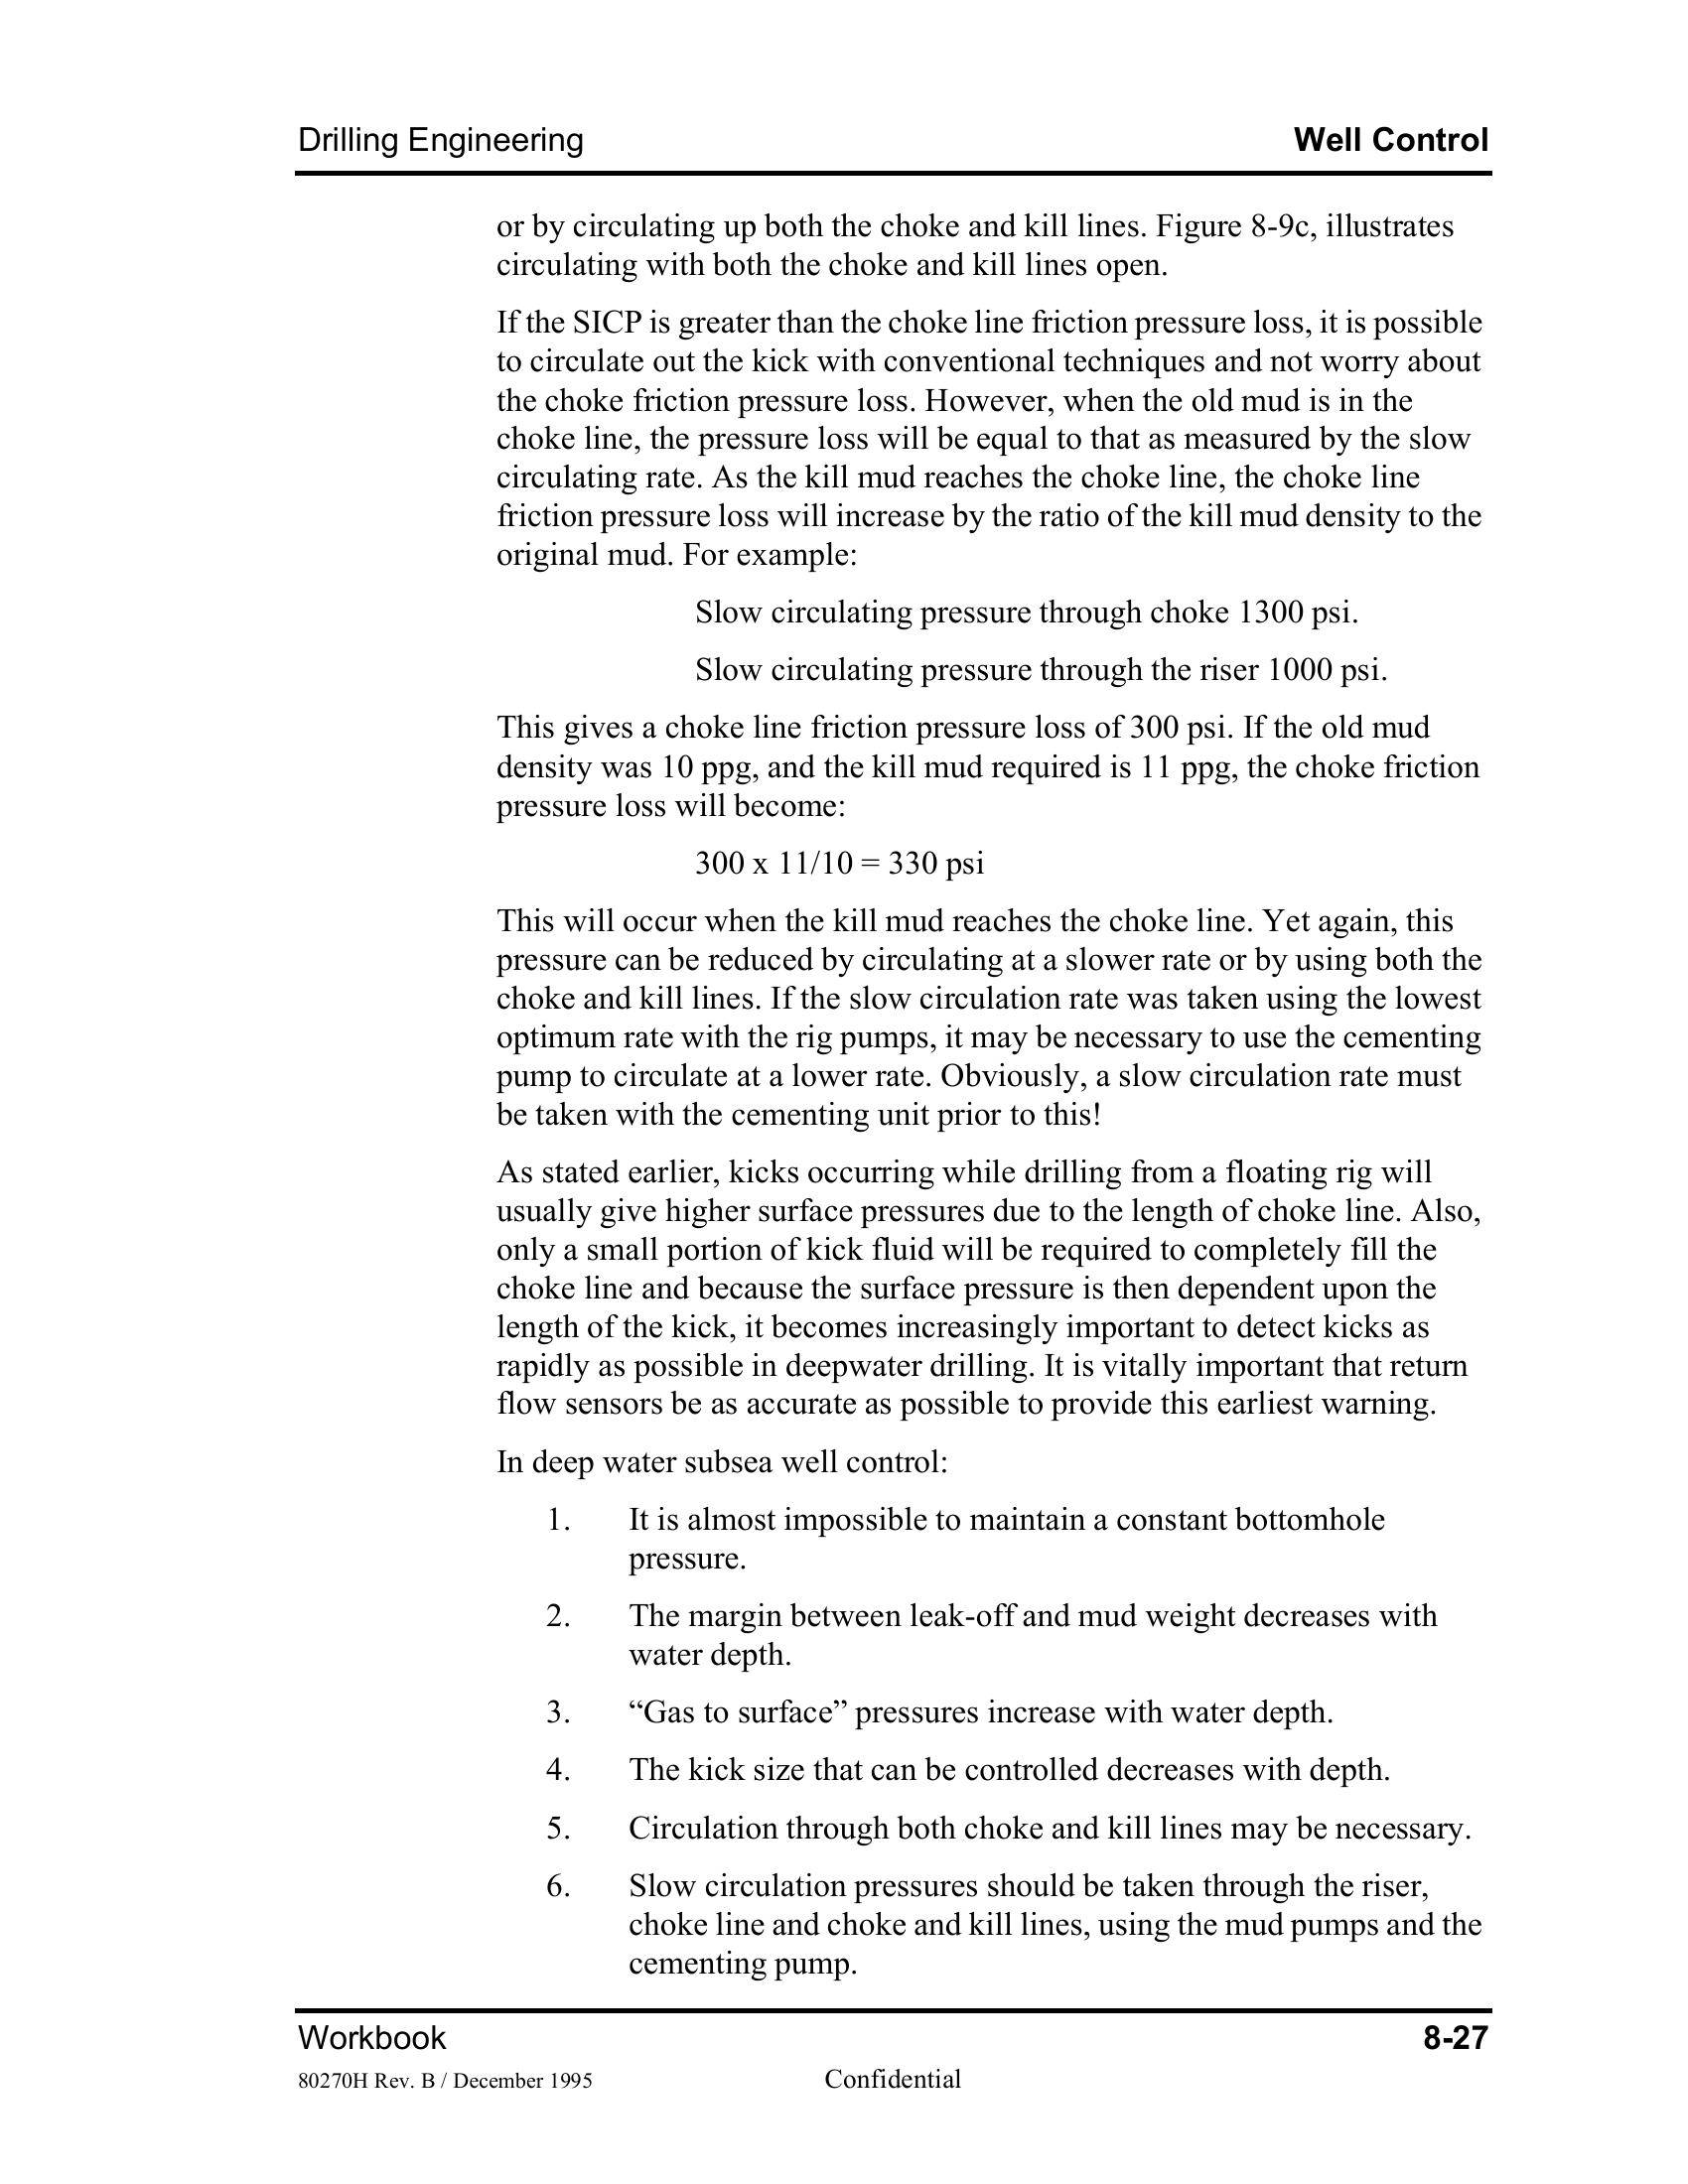 Drilling Engineering
Well Control
or by circulating up both the choke and kill lines. Figure 8-9c, illustrates
circulating with both the choke and kill lines open.
If the SICP is greater than the choke line friction pressure loss, it is possible
to circulate out the kick with conventional techniques and not worry about
the choke friction pressure loss. However, when the old mud is in the
choke line, the pressure loss will be equal to that as measured by the slow
circulating rate. As the kill mud reaches the choke line, the choke line
friction pressure loss will increase by the ratio of the kill mud density to the
original mud. For example:
Slow circulating pressure through choke 1300 psi.
Slow circulating pressure through the riser 1000 psi.
This gives a choke line friction pressure loss of 300 psi. If the old mud
density was 10 ppg, and the kill mud required is 11 ppg, the choke friction
pressure loss will become:
300 x 11/10 = 330 psi
This will occur when the kill mud reaches the choke line. Yet again, this
pressure can be reduced by circulating at a slower rate or by using both the
choke and kill lines. If the slow circulation rate was taken using the lowest
optimum rate with the rig pumps, it may be necessary to use the cementing
pump to circulate at a lower rate. Obviously, a slow circulation rate must
be taken with the cementing unit prior to this!
As stated earlier, kicks occurring while drilling from a floating rig will
usually give higher surface pressures due to the length of choke line. Also,
only a small portion of kick fluid will be required to completely fill the
choke line and because the surface pressure is then dependent upon the
length of the kick, it becomes increasingly important to detect kicks as
rapidly as possible in deepwater drilling. It is vitally important that return
flow sensors be as accurate as possible to provide this earliest warning.
In deep water subsea well control:
1. It is almost impossible to maintain a constant bottomhole
pressure.
2. The margin between leak-off and mud weight decreases with
water depth.
3. “Gas to surface” pressures increase with water depth.
4. The kick size that can be controlled decreases with depth.
5. Circulation through both choke and kill lines may be necessary.
6. Slow circulation pressures should be taken through the riser,
choke line and choke and kill lines, using the mud pumps and the
cementing pump.
Workbook
8-27
80270H Rev. B / December 1995
Confidential